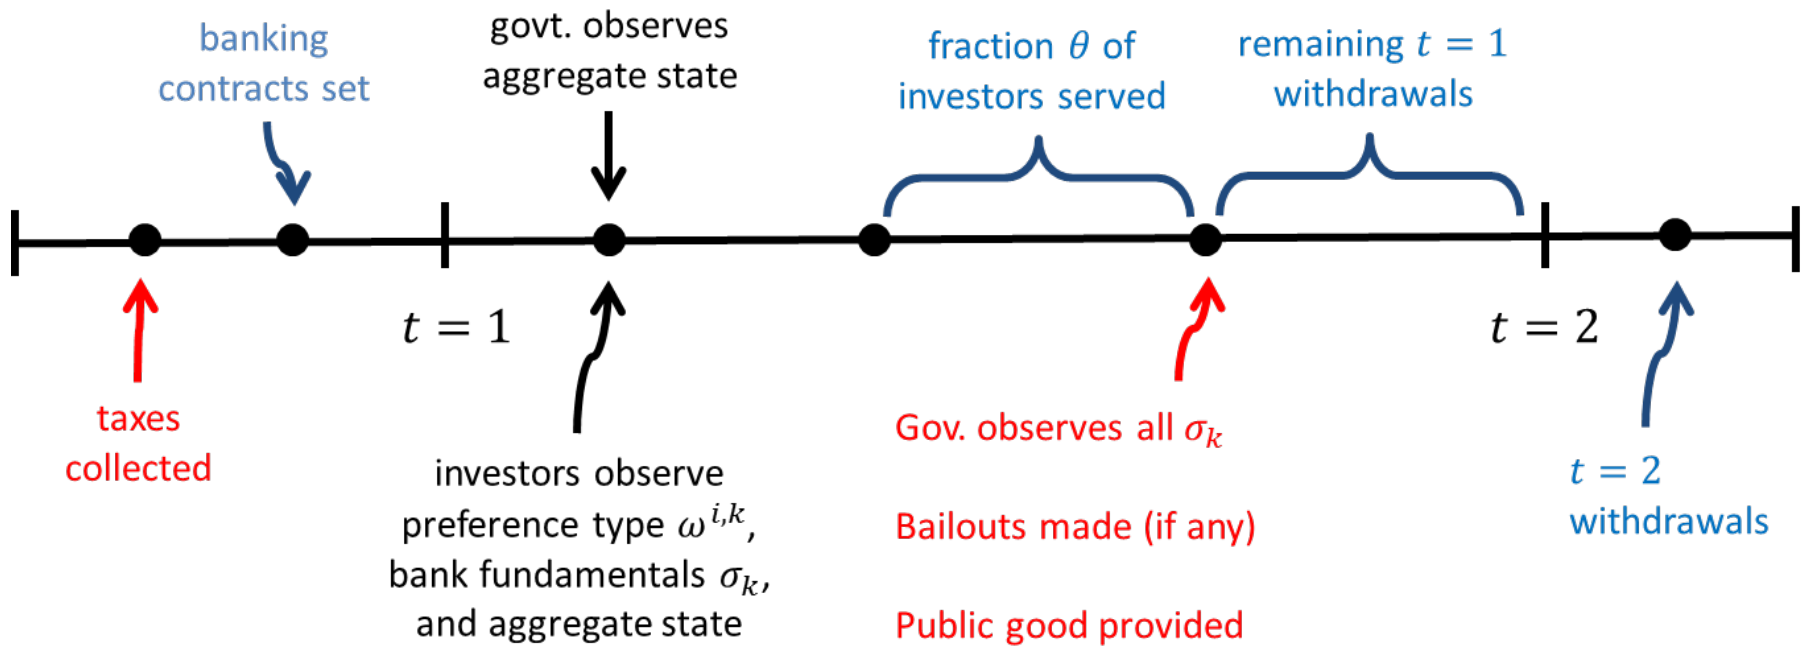 banking
contracts set
govt. observes
aggregate state
fraction θ of
investors served
remaining t = 1
withdrawals
t = 1
t = 2
taxes
collected
investors observe
preference type ω^{i,k},
bank fundamentals σ_k,
and aggregate state
Gov. observes all σ_k
Bailouts made (if any)
Public good provided
t = 2
withdrawals